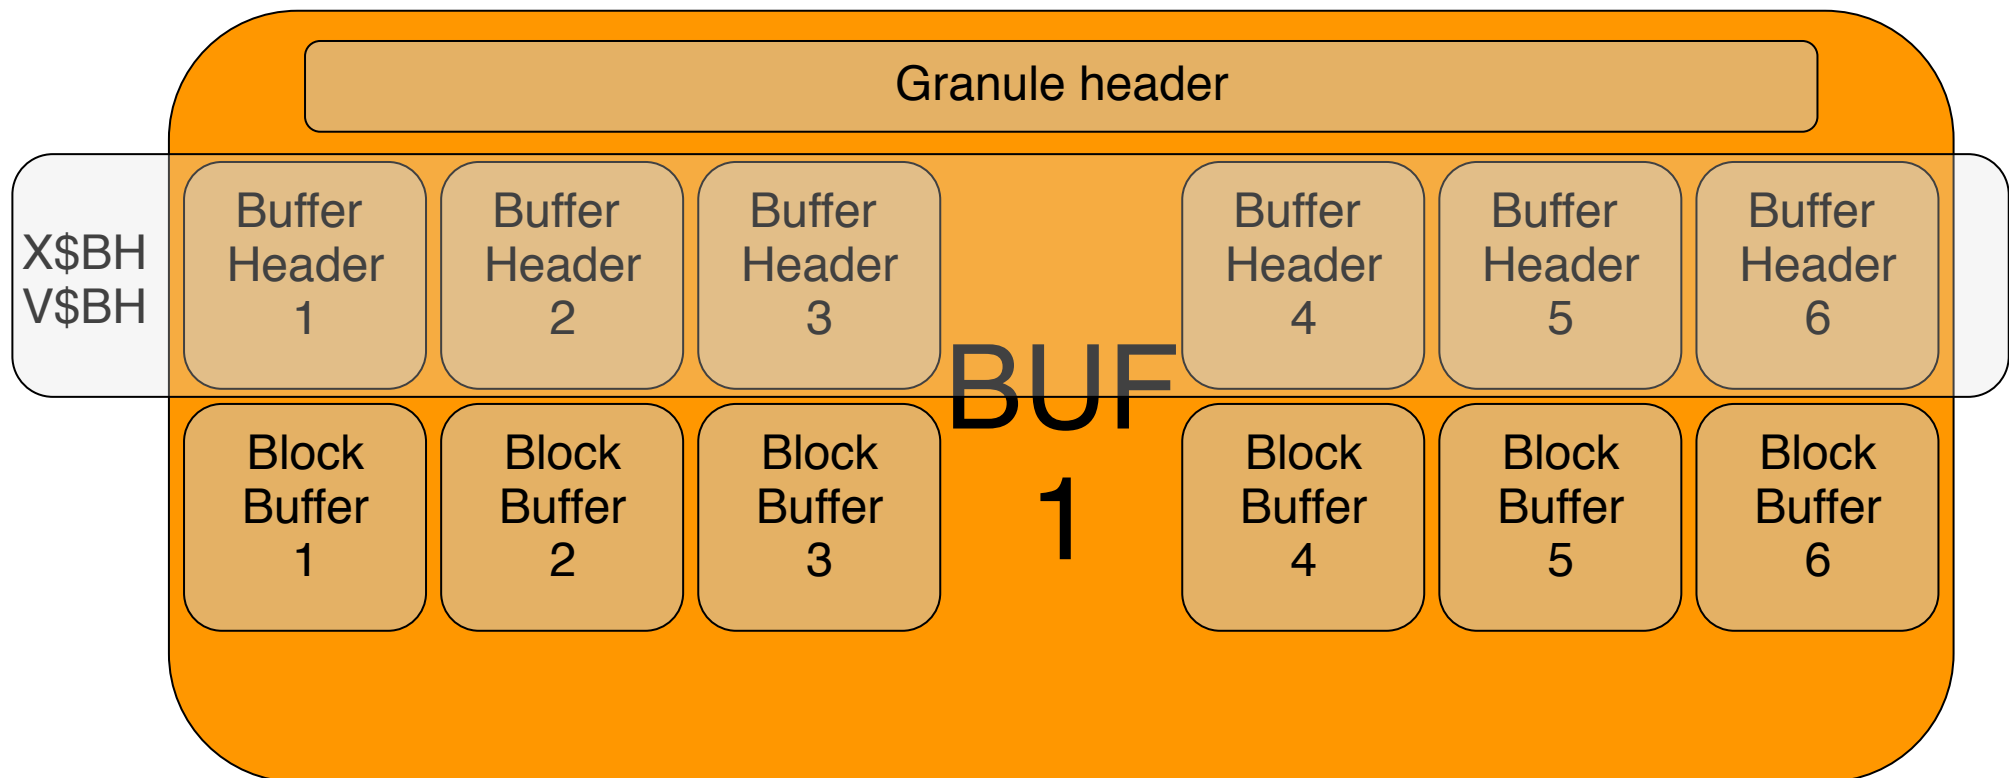 Granule header
X$BH
V$BH
Buffer
Header
1
Buffer
Header
2
Buffer
Header
3
Buffer
Header
4
Buffer
Header
5
Buffer
Header
6
BUF
1
Block
Buffer
1
Block
Buffer
2
Block
Buffer
3
Block
Buffer
4
Block
Buffer
5
Block
Buffer
6